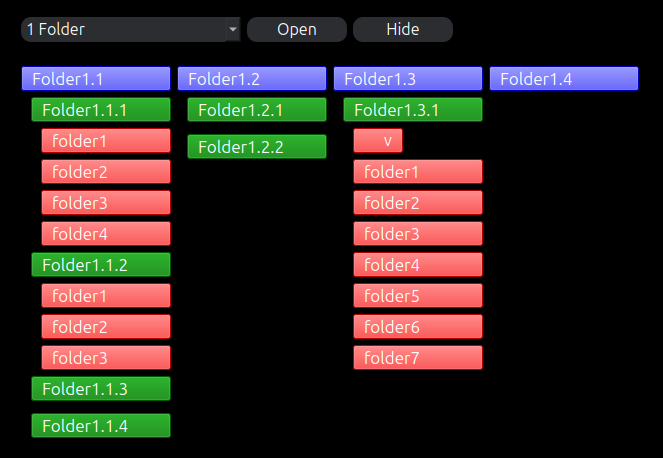 1 Folder
Open
Hide
Folder1.1
Folder1.1.1
folder1
folder2
folder3
folder4
Folder1.1.2
folder1
folder2
folder3
Folder1.1.3
Folder1.1.4
Folder1.2
Folder1.2.1
Folder1.2.2
Folder1.3
Folder1.3.1
v
folder1
folder2
folder3
folder4
folder5
folder6
folder7
Folder1.4